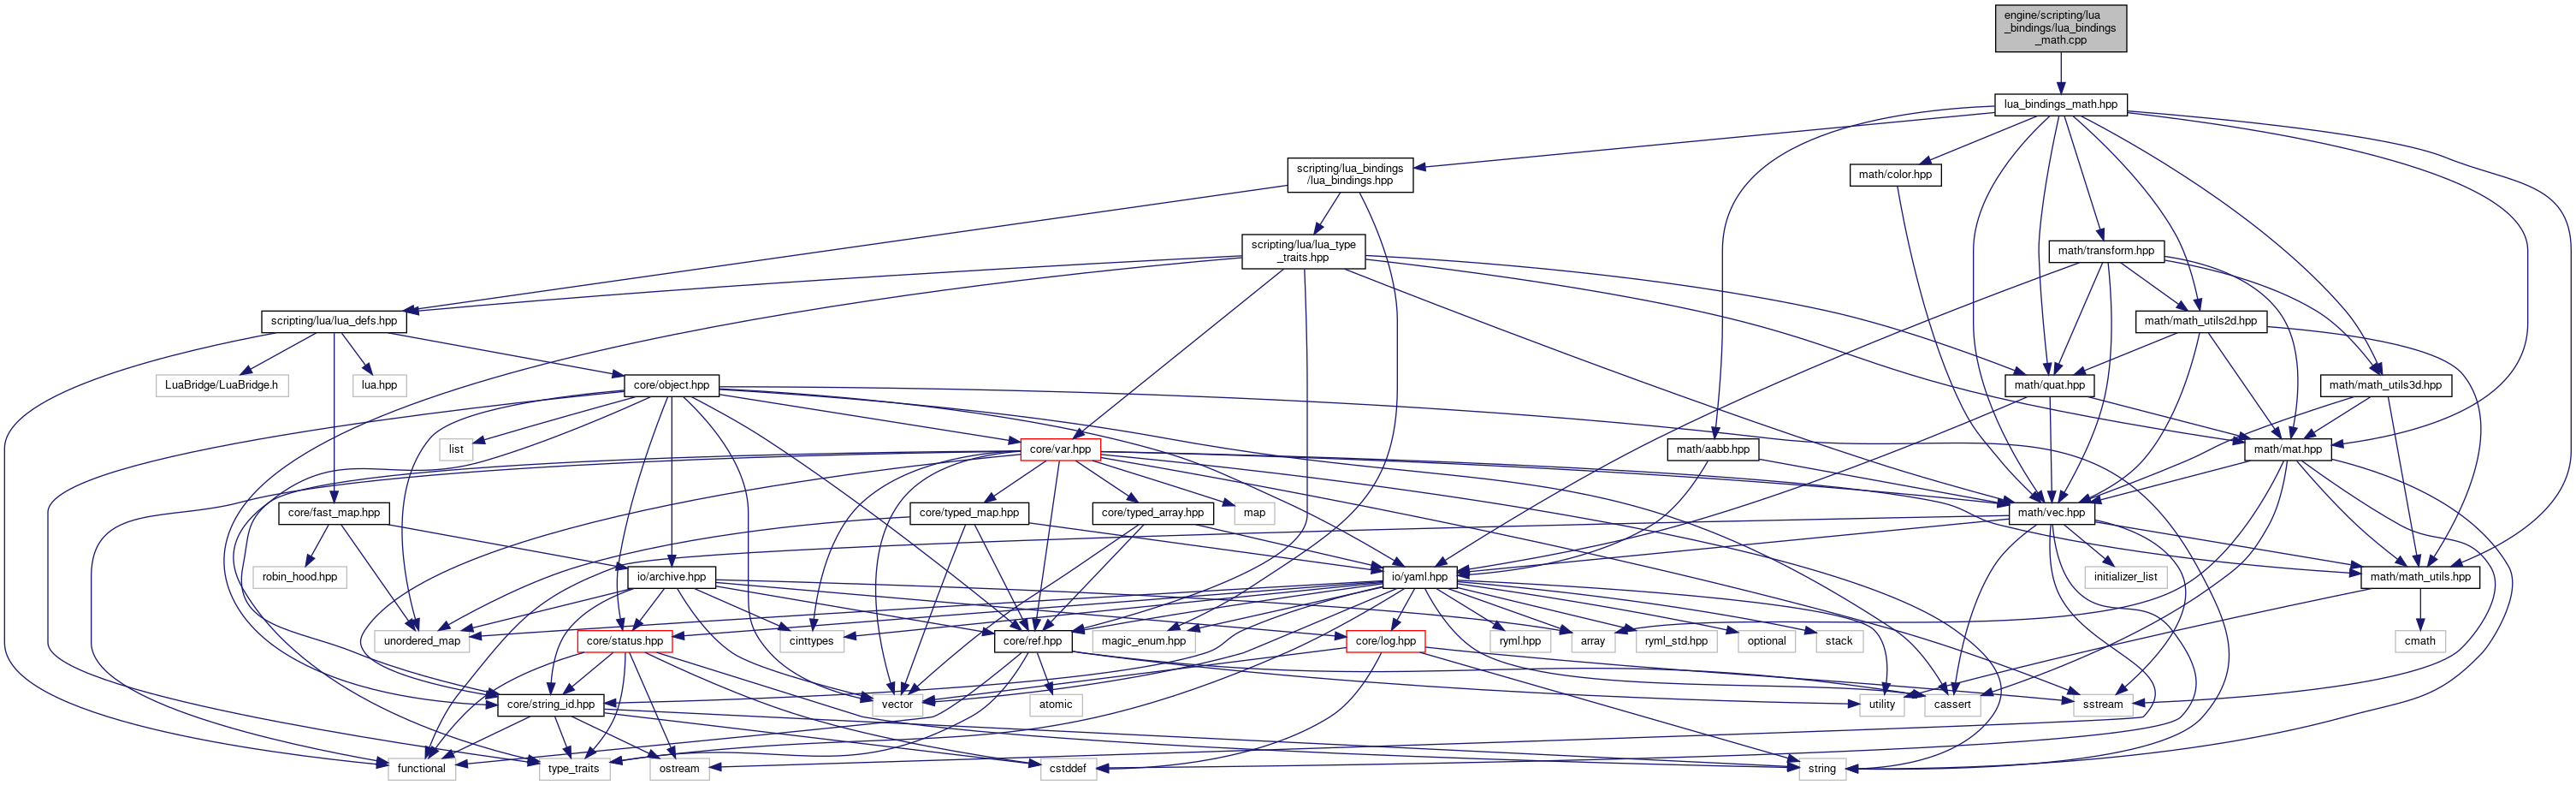 engine/scripting/lua
_bindings/lua_bindings
_math.cpp
lua_bindings_math.hpp
scripting/lua_bindings
/lua_bindings.hpp
math/color.hpp
scripting/lua/lua_type
_traits.hpp
math/transform.hpp
scripting/lua/lua_defs.hpp
math/math_utils2d.hpp
LuaBridge/LuaBridge.h
lua.hpp
core/object.hpp
math/quat.hpp
math/math_utils3d.hpp
list
core/var.hpp
math/aabb.hpp
math/mat.hpp
core/fast_map.hpp
core/typed_map.hpp
core/typed_array.hpp
map
math/vec.hpp
robin_hood.hpp
io/archive.hpp
io/yaml.hpp
initializer_list
math/math_utils.hpp
unordered_map
core/status.hpp
cinttypes
core/ref.hpp
magic_enum.hpp
core/log.hpp
ryml.hpp
array
ryml_std.hpp
optional
stack
cmath
core/string_id.hpp
vector
atomic
utility
cassert
sstream
functional
type_traits
ostream
cstddef
string